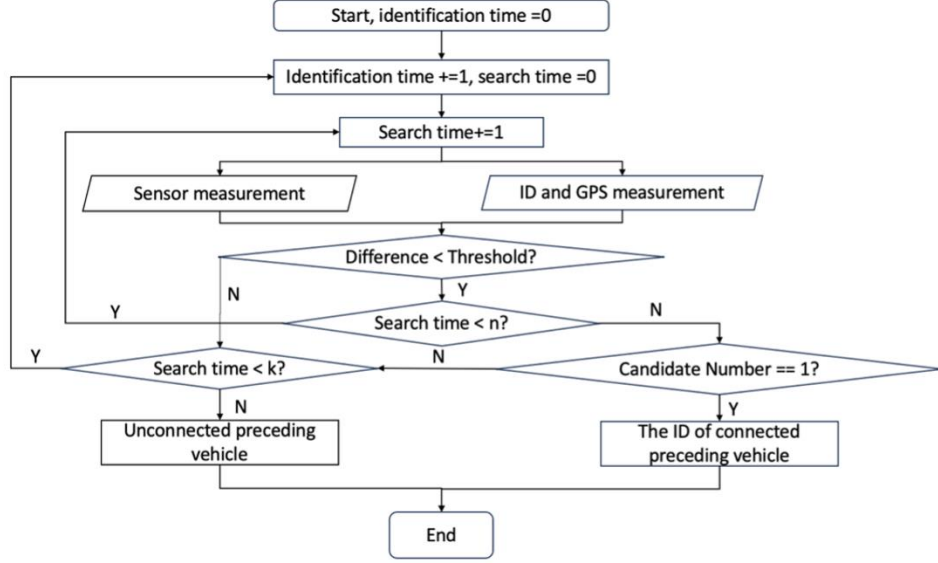 Start, identification time =0
Identification time +=1, search time =0
Search time+=1
Sensor measurement
ID and GPS measurement
Difference < Threshold?
N
Y
Search time < n?
Y
N
Search time < k?
Y
N
Candidate Number == 1?
N
Y
Unconnected preceding
vehicle
The ID of connected
preceding vehicle
End